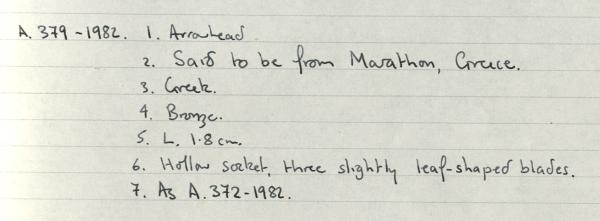 A. 379-1982. 1. Arrowhead
2. Said to be from Marathon, Greece.
3. Greek.
4. Bronze.
5. L. 1.8 cm.
6. Hollow socket, three slightly leaf-shaped blades.
7. As A. 372-1982.